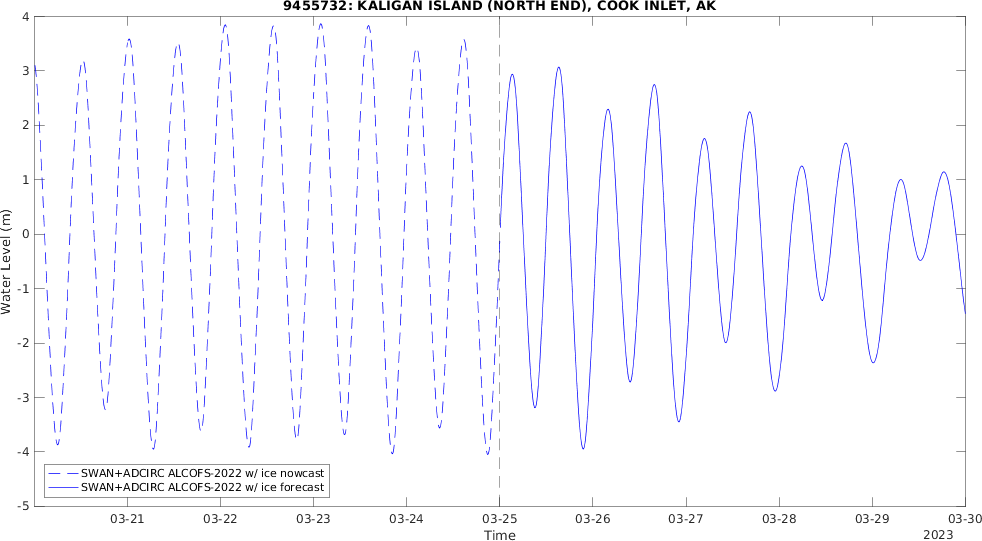 9455732: KALIGAN ISLAND (NORTH END), COOK INLET, AK
4
3
2
1
0
-1
-2
-3
-4
-5
Water Level (m)
SWAN+ADCIRC ALCOFS-2022 w/ ice nowcast
SWAN+ADCIRC ALCOFS-2022 w/ ice forecast
03-21 03-22 03-23 03-24 03-25 03-26 03-27 03-28 03-29 03-30
Time
2023